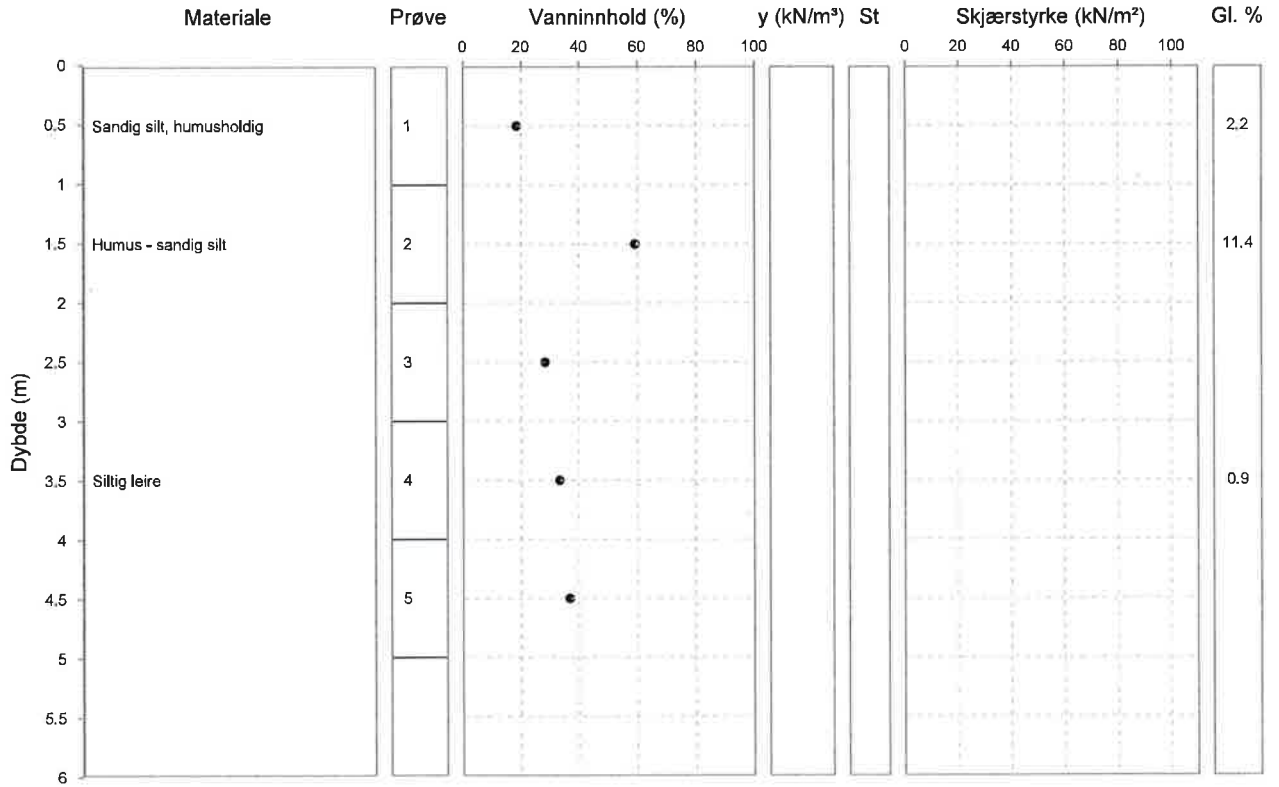 Materiale Prøve Vanninnhold (%) y (kN/m³) St Skjærstyrke (kN/m²) Gl. %
0 20 40 60 80 100 0 20 40 60 80 100
0
0.5 Sandig silt, humusholdig 1 2.2
1
1.5 Humus - sandig silt 2 11.4
2
2.5 3
3
3.5 Siltig leire 4 0.9
4
4.5 5
5
5.5
6
Dybde (m)